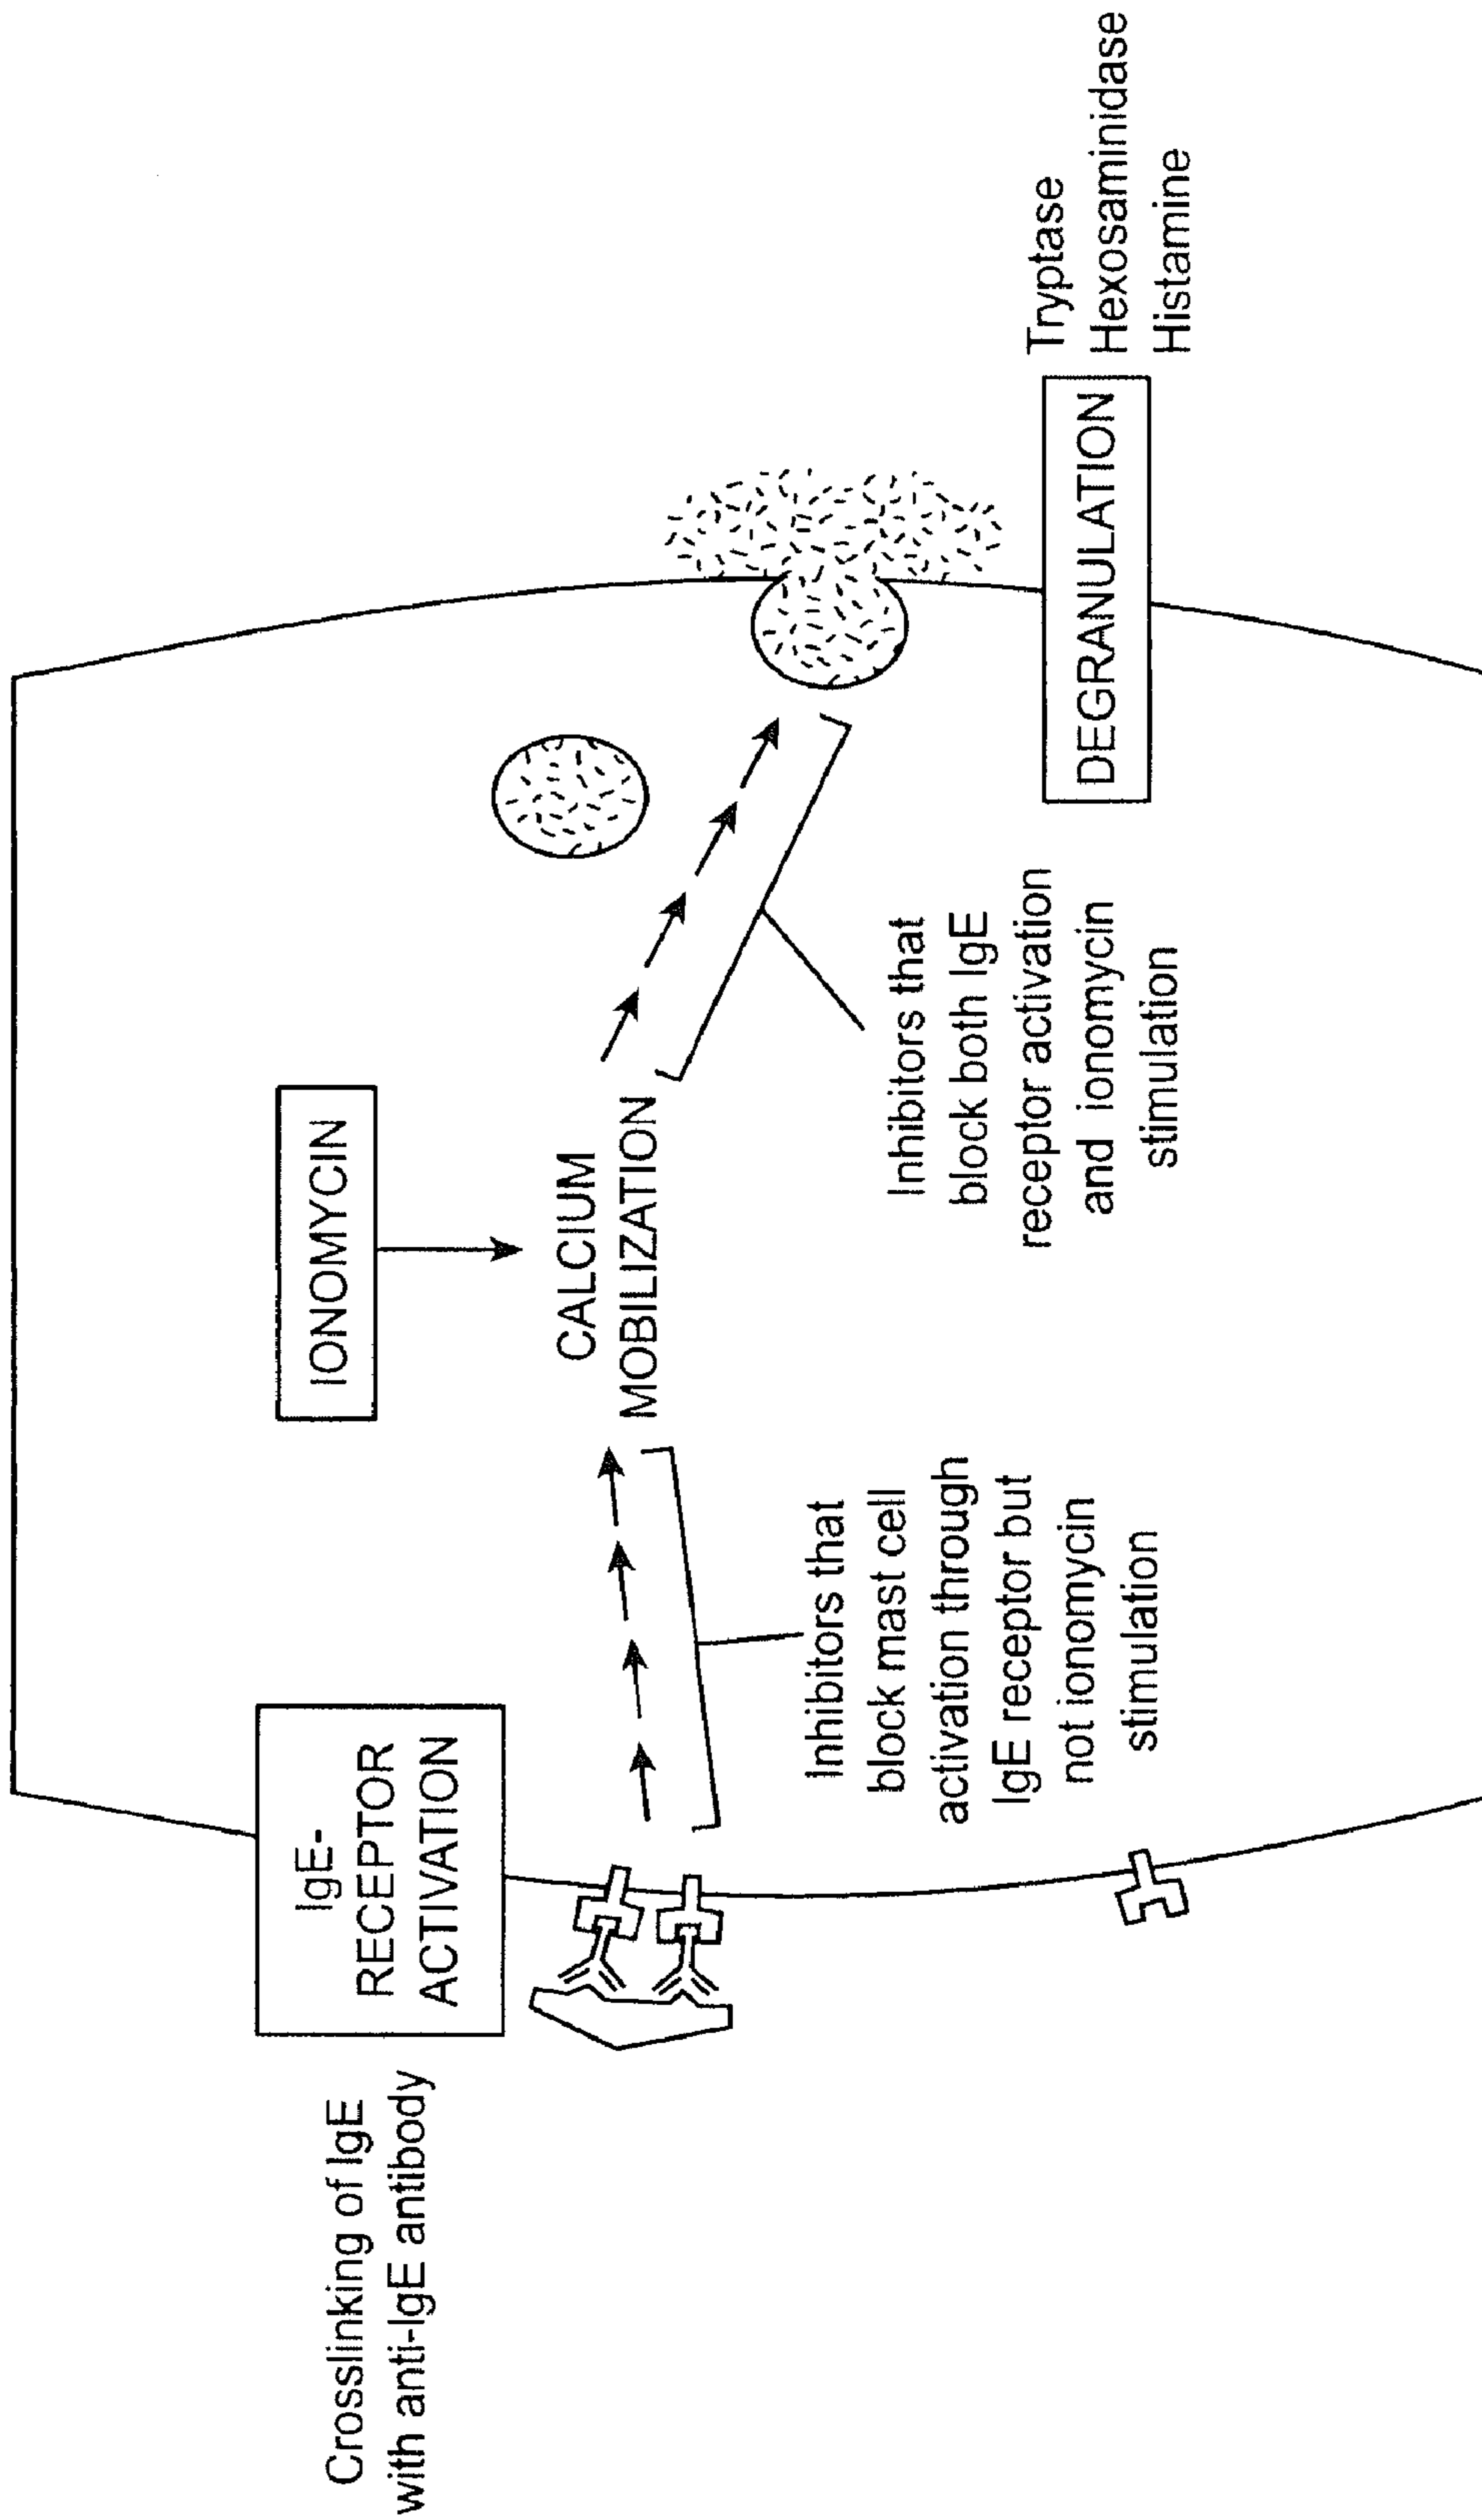 Crosslinking of IgE
with anti-IgE antibody
IgE-
RECEPTOR
ACTIVATION
IONOMYCIN
CALCIUM
MOBILIZATION
Inhibitors that
block mast cell
activation through
IgE receptor but
not ionomycin
stimulation
Inhibitors that
block both IgE
receptor activation
and ionomycin
stimulation
DEGRANULATION
Tryptase
Hexosaminidase
Histamine